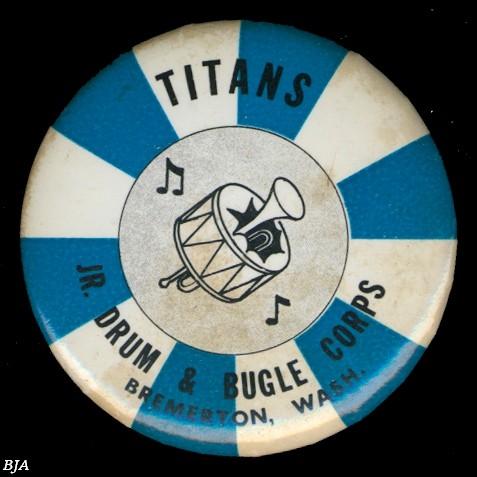 TITANS
JR. DRUM & BUGLE CORPS
BREMERTON, WASH.
BJA